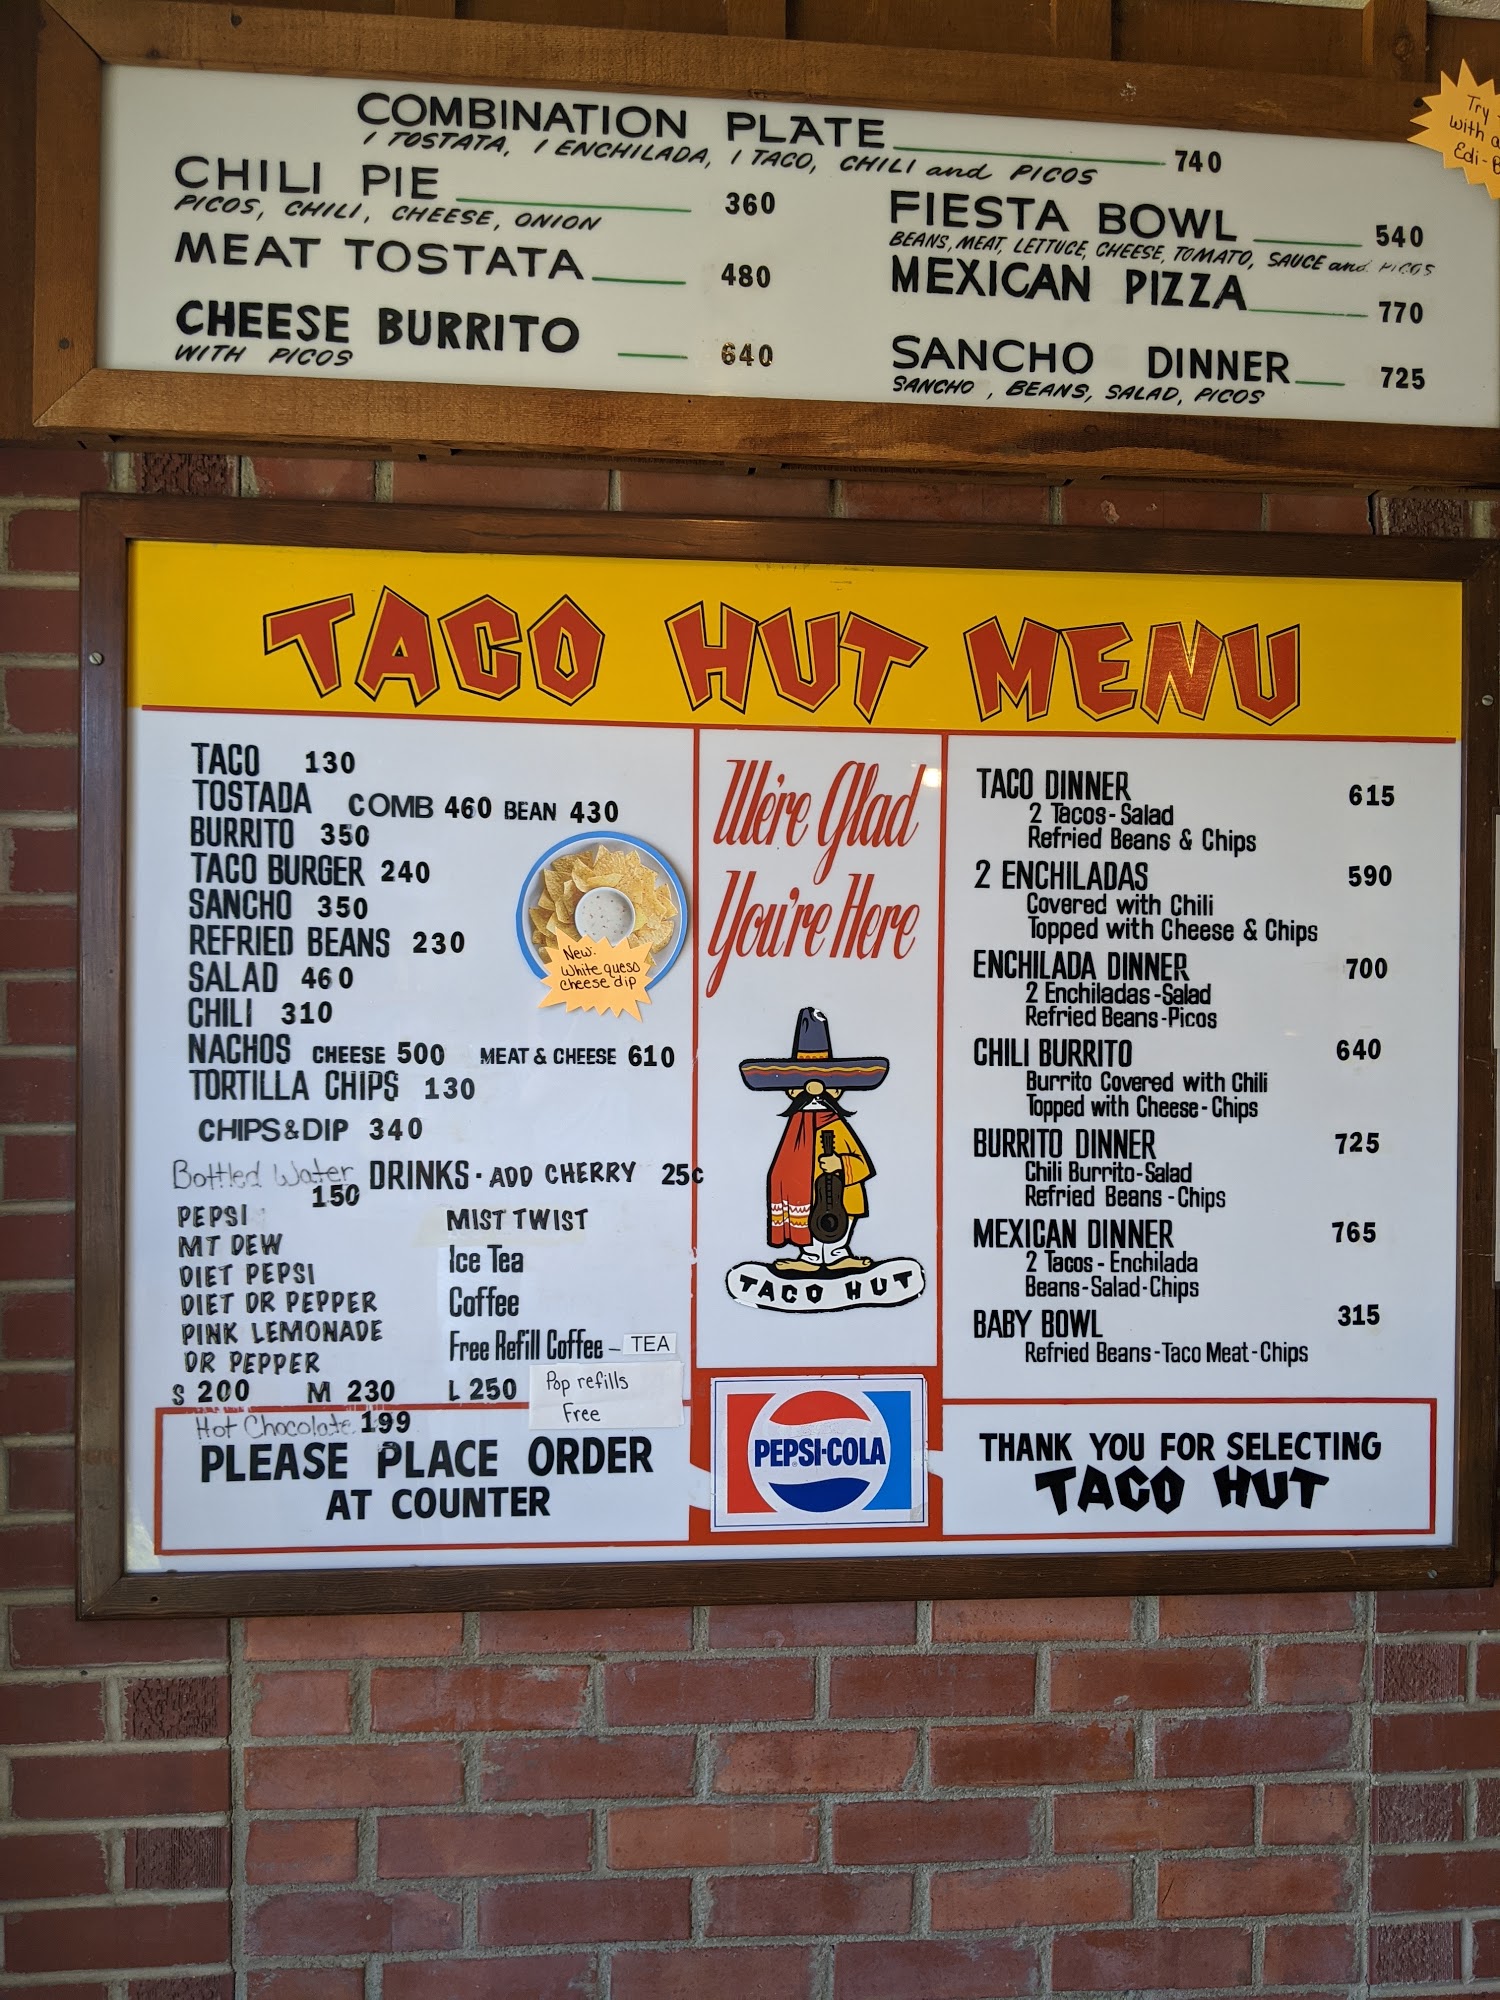 COMBINATION PLATE 740
1 TOSTATA, 1 ENCHILADA, 1 TACO, CHILI and PICOS
CHILI PIE 360
PICOS, CHILI, CHEESE, ONION
MEAT TOSTATA 480
CHEESE BURRITO 640
WITH PICOS
FIESTA BOWL 540
BEANS, MEAT, LETTUCE, CHEESE, TOMATO, SAUCE and PICOS
MEXICAN PIZZA 770
SANCHO DINNER 725
SANCHO, BEANS, SALAD, PICOS
Try
with a
Edi-
TACO HUT MENU
TACO 130
TOSTADA COMB 460 BEAN 430
BURRITO 350
TACO BURGER 240
SANCHO 350
REFRIED BEANS 230
SALAD 460
CHILI 310
NACHOS CHEESE 500 MEAT & CHEESE 610
TORTILLA CHIPS 130
CHIPS & DIP 340
New:
White queso
cheese dip
Bottled Water 150
DRINKS · ADD CHERRY 25¢
PEPSI
MT DEW
DIET PEPSI
DIET DR PEPPER
PINK LEMONADE
DR PEPPER
MIST TWIST
Ice Tea
Coffee
Free Refill Coffee - TEA
S 200 M 230 L 250
Pop refills
Free
Hot Chocolate 199
PLEASE PLACE ORDER
AT COUNTER
We're Glad
You're Here
TACO HUT
PEPSI-COLA
TACO DINNER 615
2 Tacos-Salad
Refried Beans & Chips
2 ENCHILADAS 590
Covered with Chili
Topped with Cheese & Chips
ENCHILADA DINNER 700
2 Enchiladas-Salad
Refried Beans-Picos
CHILI BURRITO 640
Burrito Covered with Chili
Topped with Cheese-Chips
BURRITO DINNER 725
Chili Burrito-Salad
Refried Beans-Chips
MEXICAN DINNER 765
2 Tacos-Enchilada
Beans-Salad-Chips
BABY BOWL 315
Refried Beans-Taco Meat-Chips
THANK YOU FOR SELECTING
TACO HUT